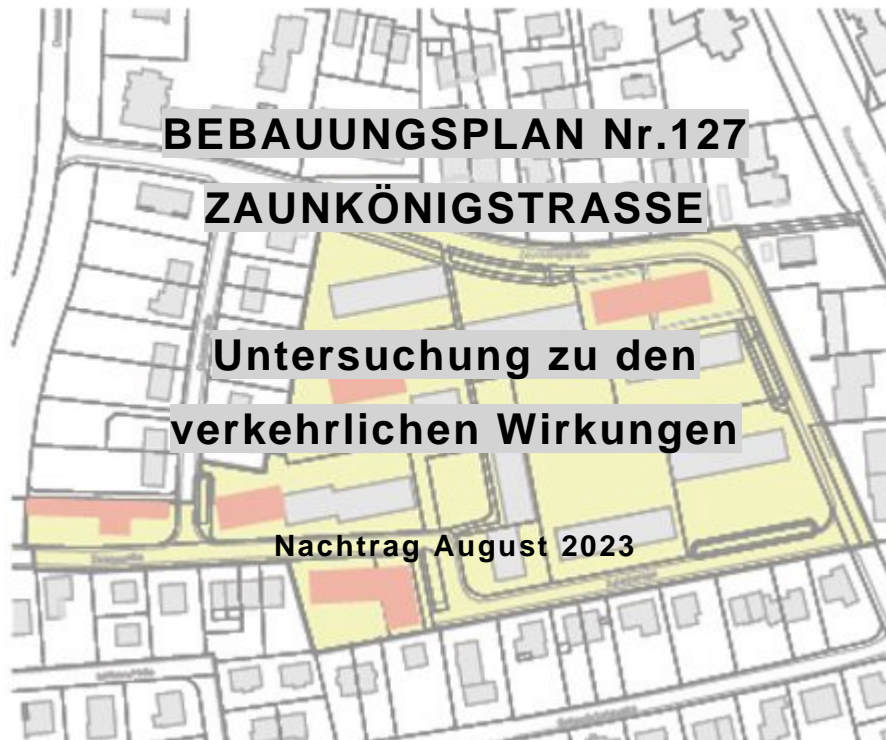 BEBAUUNGSPLAN Nr.127
ZAUNKÖNIGSTRASSE
Untersuchung zu den
verkehrlichen Wirkungen
Nachtrag August 2023